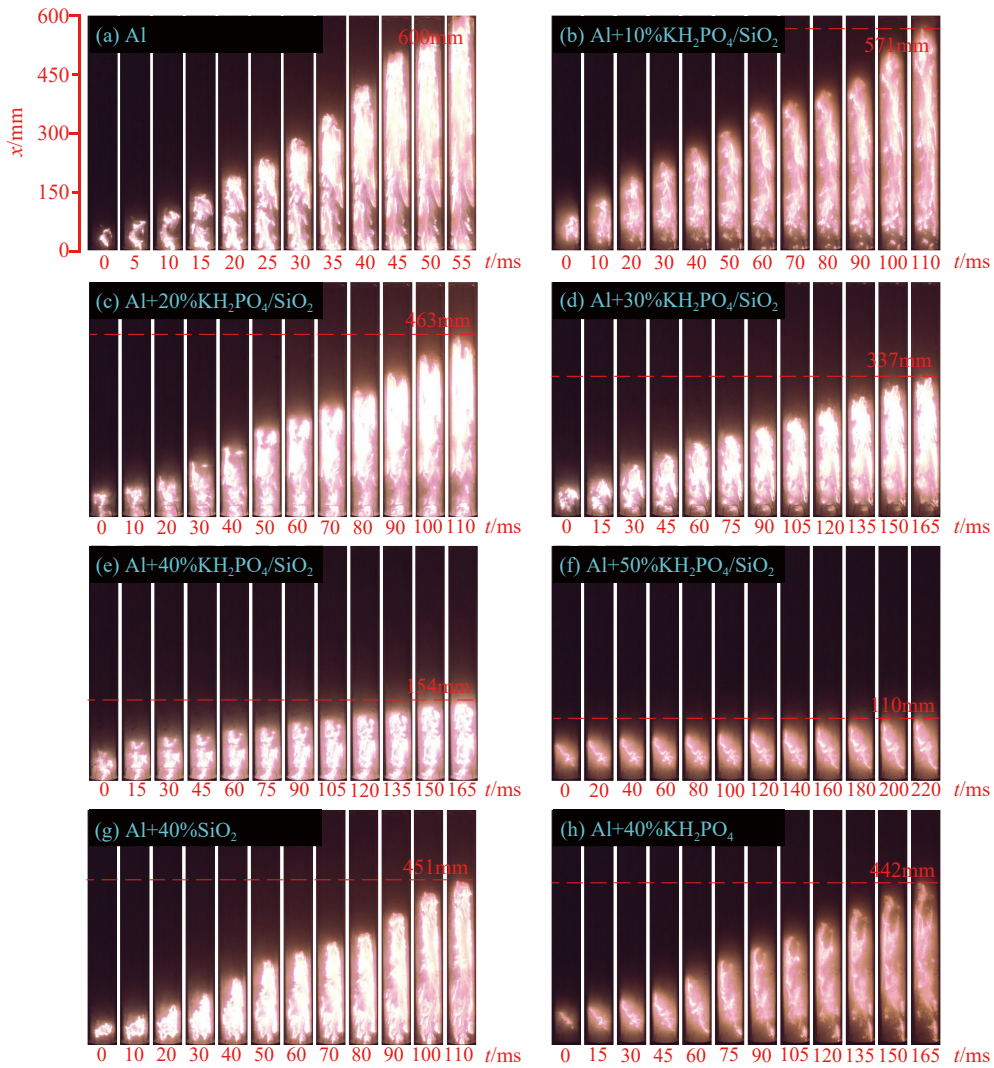 (a) Al
600mm
600
450
300
150
0
x/mm
0 5 10 15 20 25 30 35 40 45 50 55 t/ms
(b) Al+10%KH₂PO₄/SiO₂
571mm
0 10 20 30 40 50 60 70 80 90 100 110 t/ms
(c) Al+20%KH₂PO₄/SiO₂
463mm
0 10 20 30 40 50 60 70 80 90 100 110 t/ms
(d) Al+30%KH₂PO₄/SiO₂
337mm
0 15 30 45 60 75 90 105 120 135 150 165 t/ms
(e) Al+40%KH₂PO₄/SiO₂
154mm
0 15 30 45 60 75 90 105 120 135 150 165 t/ms
(f) Al+50%KH₂PO₄/SiO₂
110mm
0 20 40 60 80 100 120 140 160 180 200 220 t/ms
(g) Al+40%SiO₂
451mm
0 10 20 30 40 50 60 70 80 90 100 110 t/ms
(h) Al+40%KH₂PO₄
442mm
0 15 30 45 60 75 90 105 120 135 150 165 t/ms